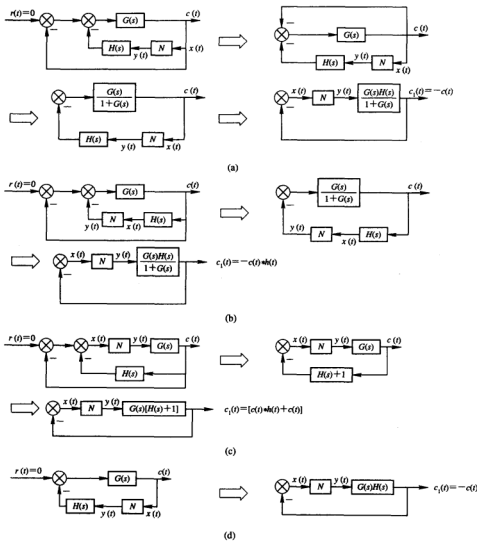 r(t)=0 G(s) c(t)
H(s) y(t) N x(t)
G(s) c(t)
H(s) y(t) N x(t)
G(s)/1+G(s) c(t)
H(s) y(t) N x(t)
x(t) N y(t) G(s)H(s)/1+G(s) c₁(t)=−c(t)
(a)
r(t)=0 G(s) c(t)
y(t) N x(t) H(s)
G(s)/1+G(s) c(t)
y(t) N x(t) H(s)
x(t) N y(t) G(s)H(s)/1+G(s) c₁(t)=−c(t)*h(t)
(b)
r(t)=0 x(t) N y(t) G(s) c(t)
H(s)
x(t) N y(t) G(s) c(t)
H(s)+1
x(t) N y(t) G(s)[H(s)+1] c₁(t)=[c(t)*h(t)+c(t)]
(c)
r(t)=0 G(s) c(t)
H(s) y(t) N x(t)
x(t) N y(t) G(s)H(s) c₁(t)=−c(t)
(d)